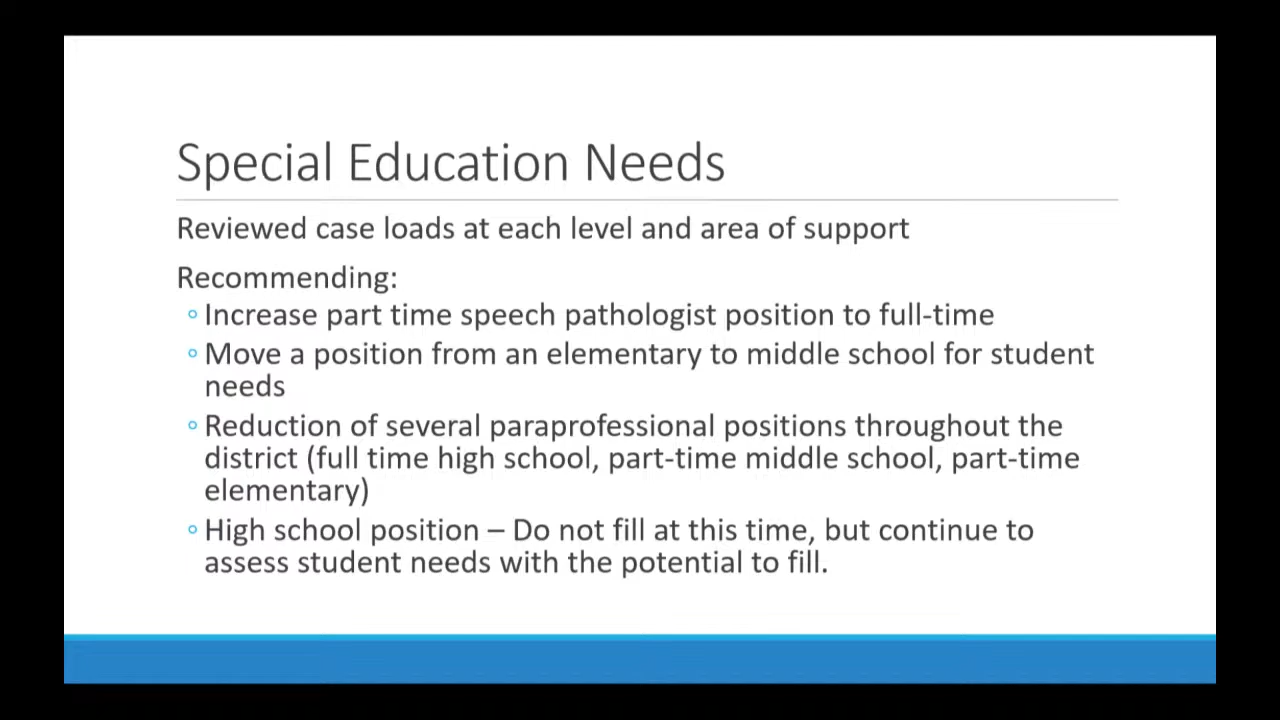 Special Education Needs
Reviewed case loads at each level and area of support
Recommending:
◦ Increase part time speech pathologist position to full-time
◦ Move a position from an elementary to middle school for student
needs
◦ Reduction of several paraprofessional positions throughout the
district (full time high school, part-time middle school, part-time
elementary)
◦ High school position – Do not fill at this time, but continue to
assess student needs with the potential to fill.